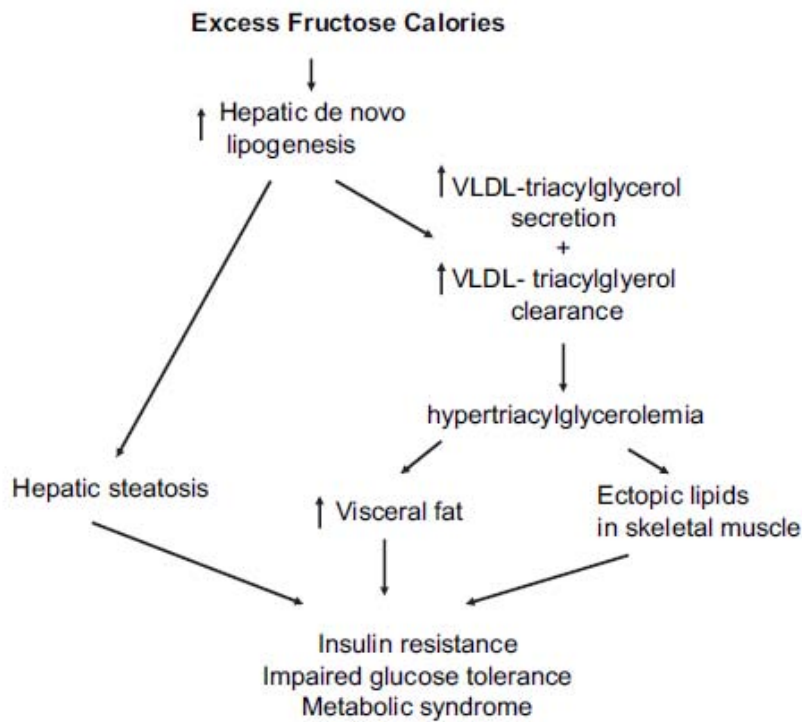 Excess Fructose Calories
Hepatic de novo
lipogenesis
VLDL-triacylglycerol
secretion
+
VLDL- triacylglyerol
clearance
hypertriacylglycerolemia
Hepatic steatosis
Visceral fat
Ectopic lipids
in skeletal muscle
Insulin resistance
Impaired glucose tolerance
Metabolic syndrome